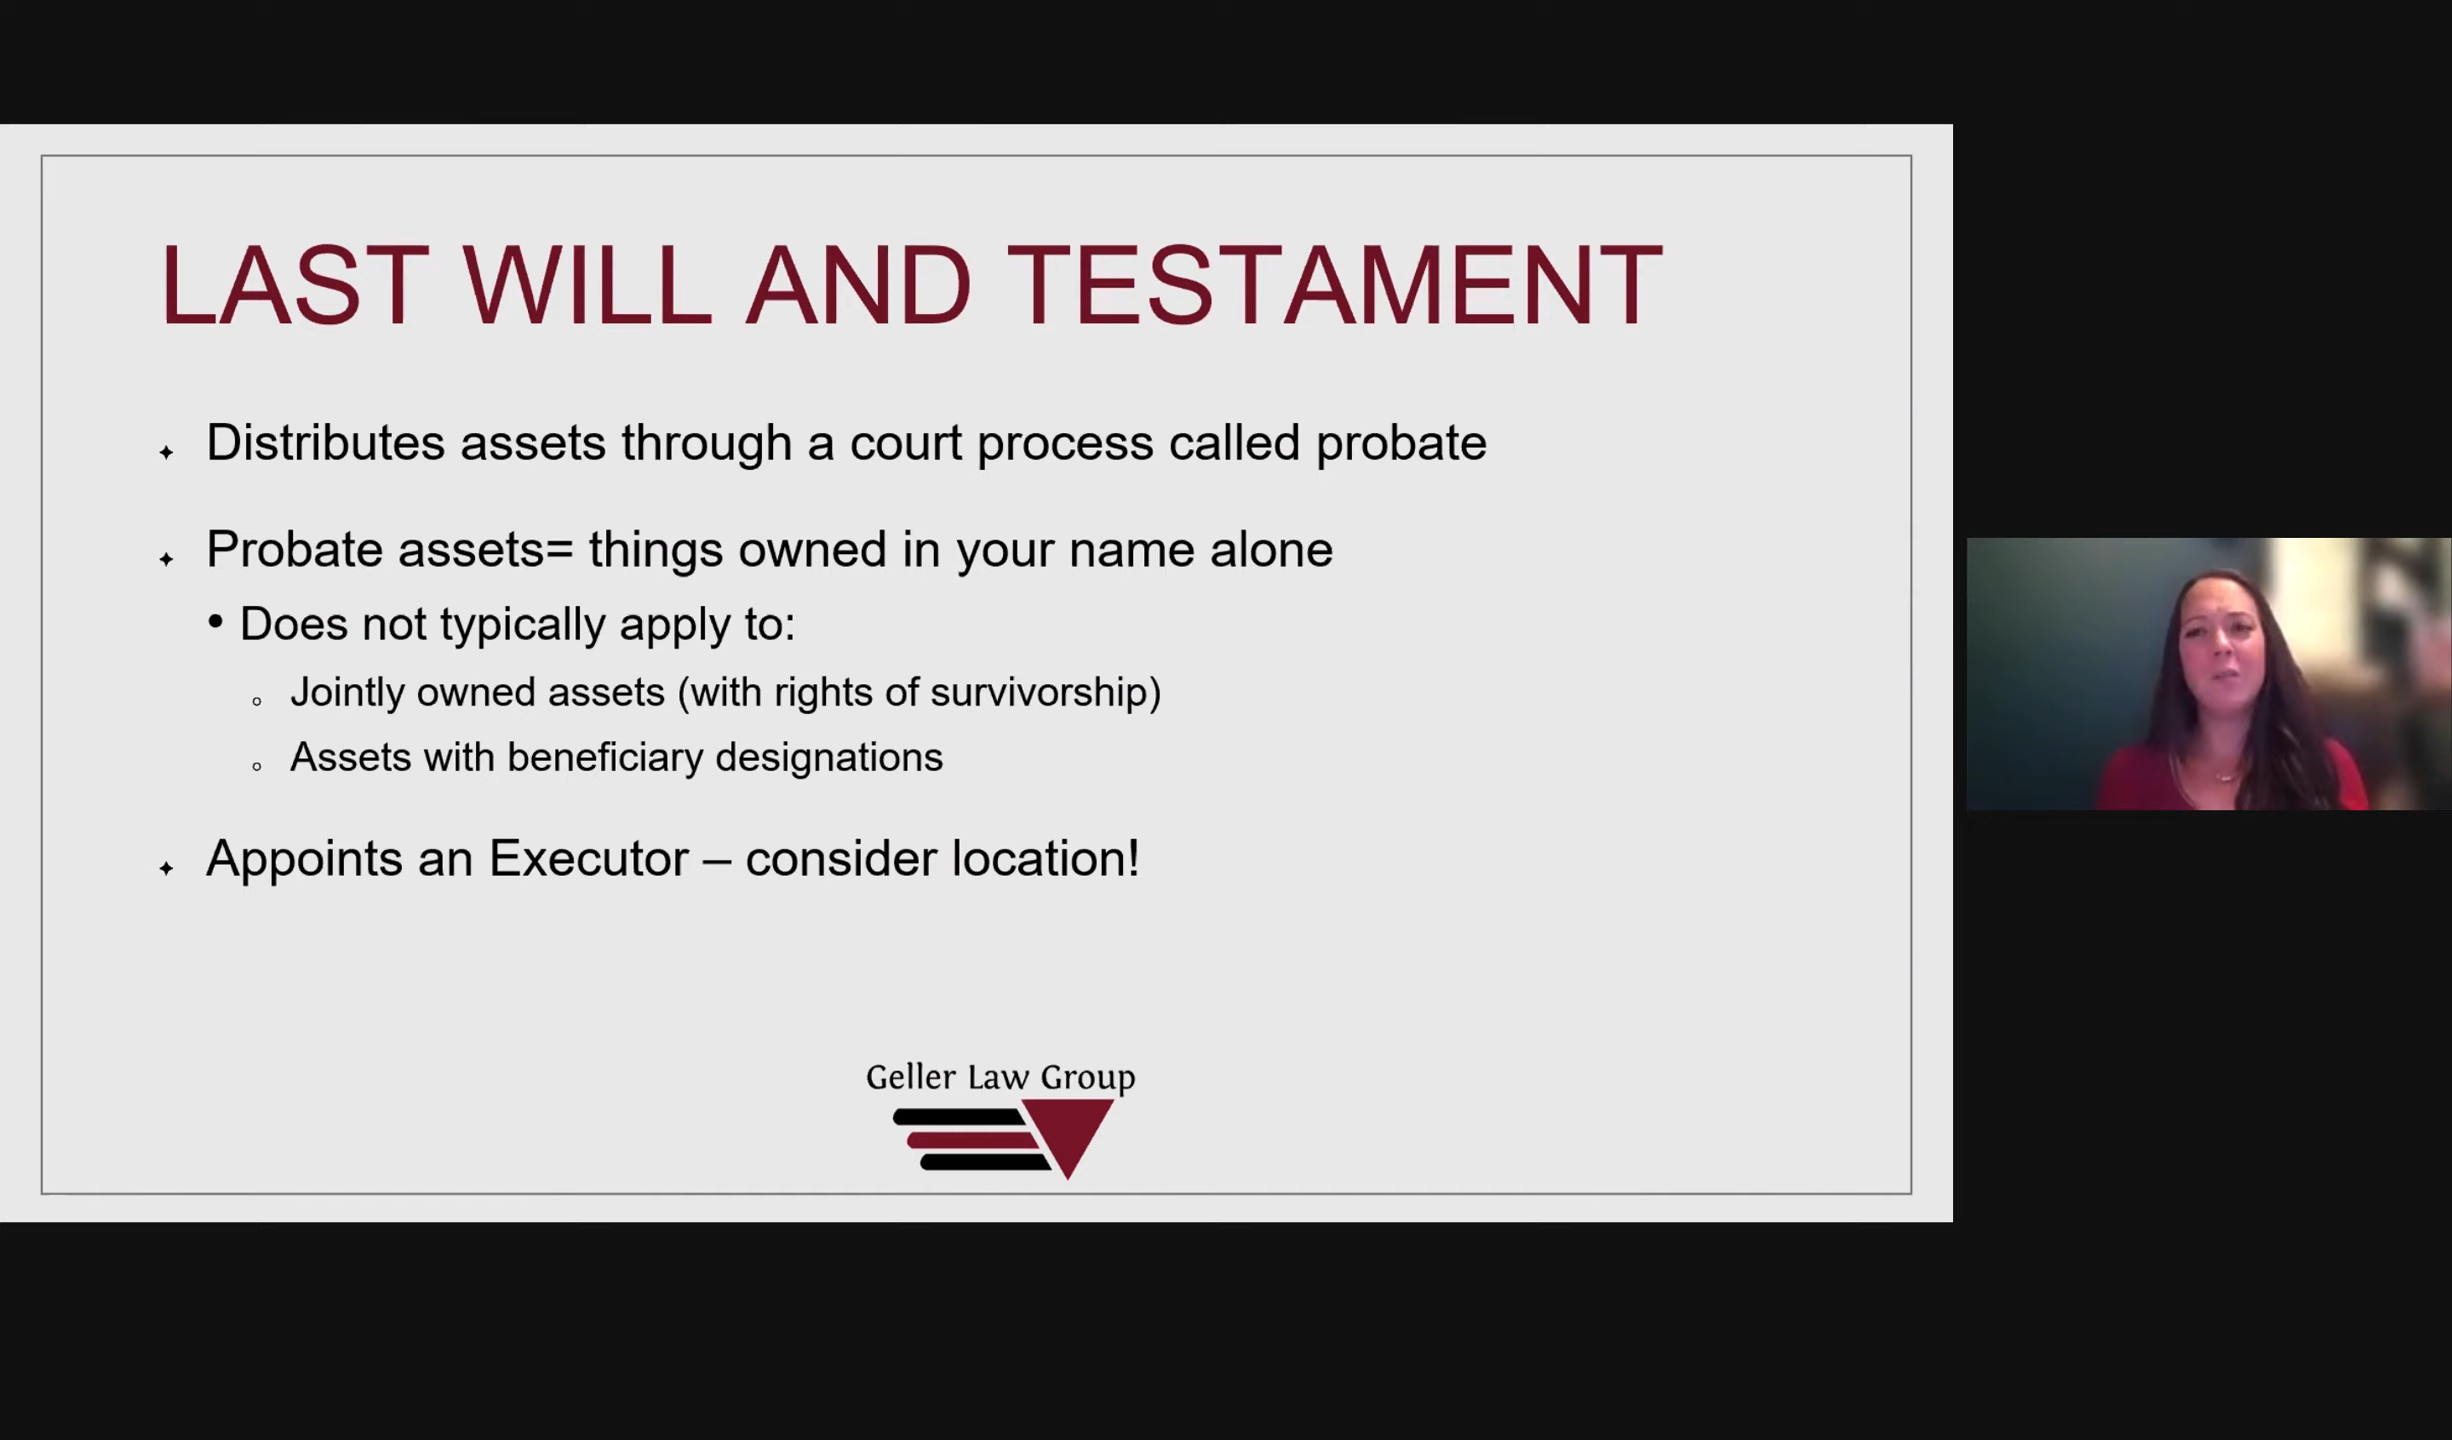 LAST WILL AND TESTAMENT
Distributes assets through a court process called probate
Probate assets= things owned in your name alone
Does not typically apply to:
Jointly owned assets (with rights of survivorship)
Assets with beneficiary designations
Appoints an Executor – consider location!
Geller Law Group